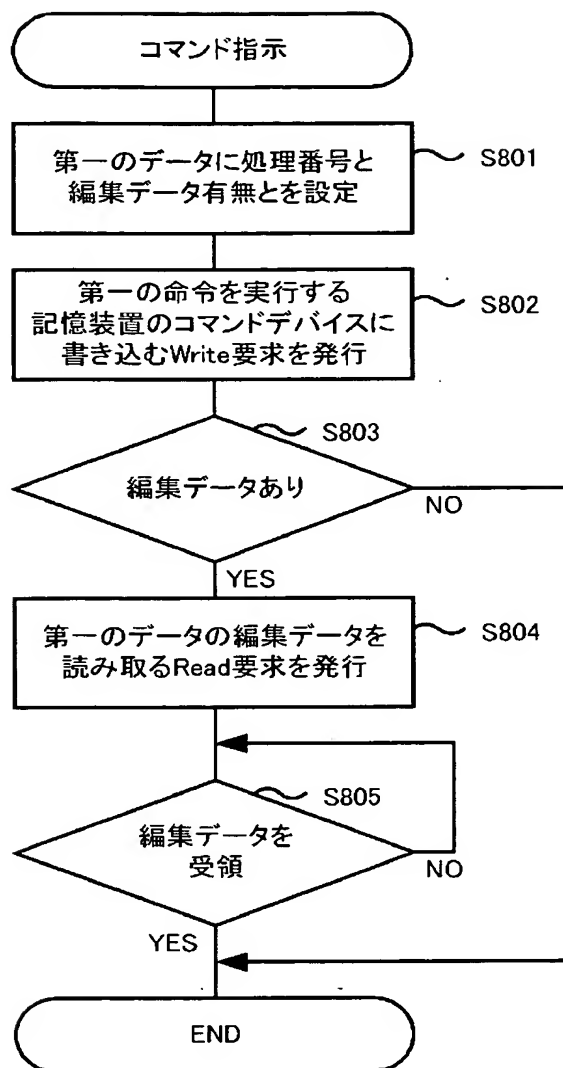 コマンド指示
第一のデータに処理番号と
編集データ有無とを設定
S801
第一の命令を実行する
記憶装置のコマンドデバイスに
書き込むWrite要求を発行
S802
S803
編集データあり
NO
YES
第一のデータの編集データを
読み取るRead要求を発行
S804
S805
編集データを
受領
NO
YES
END